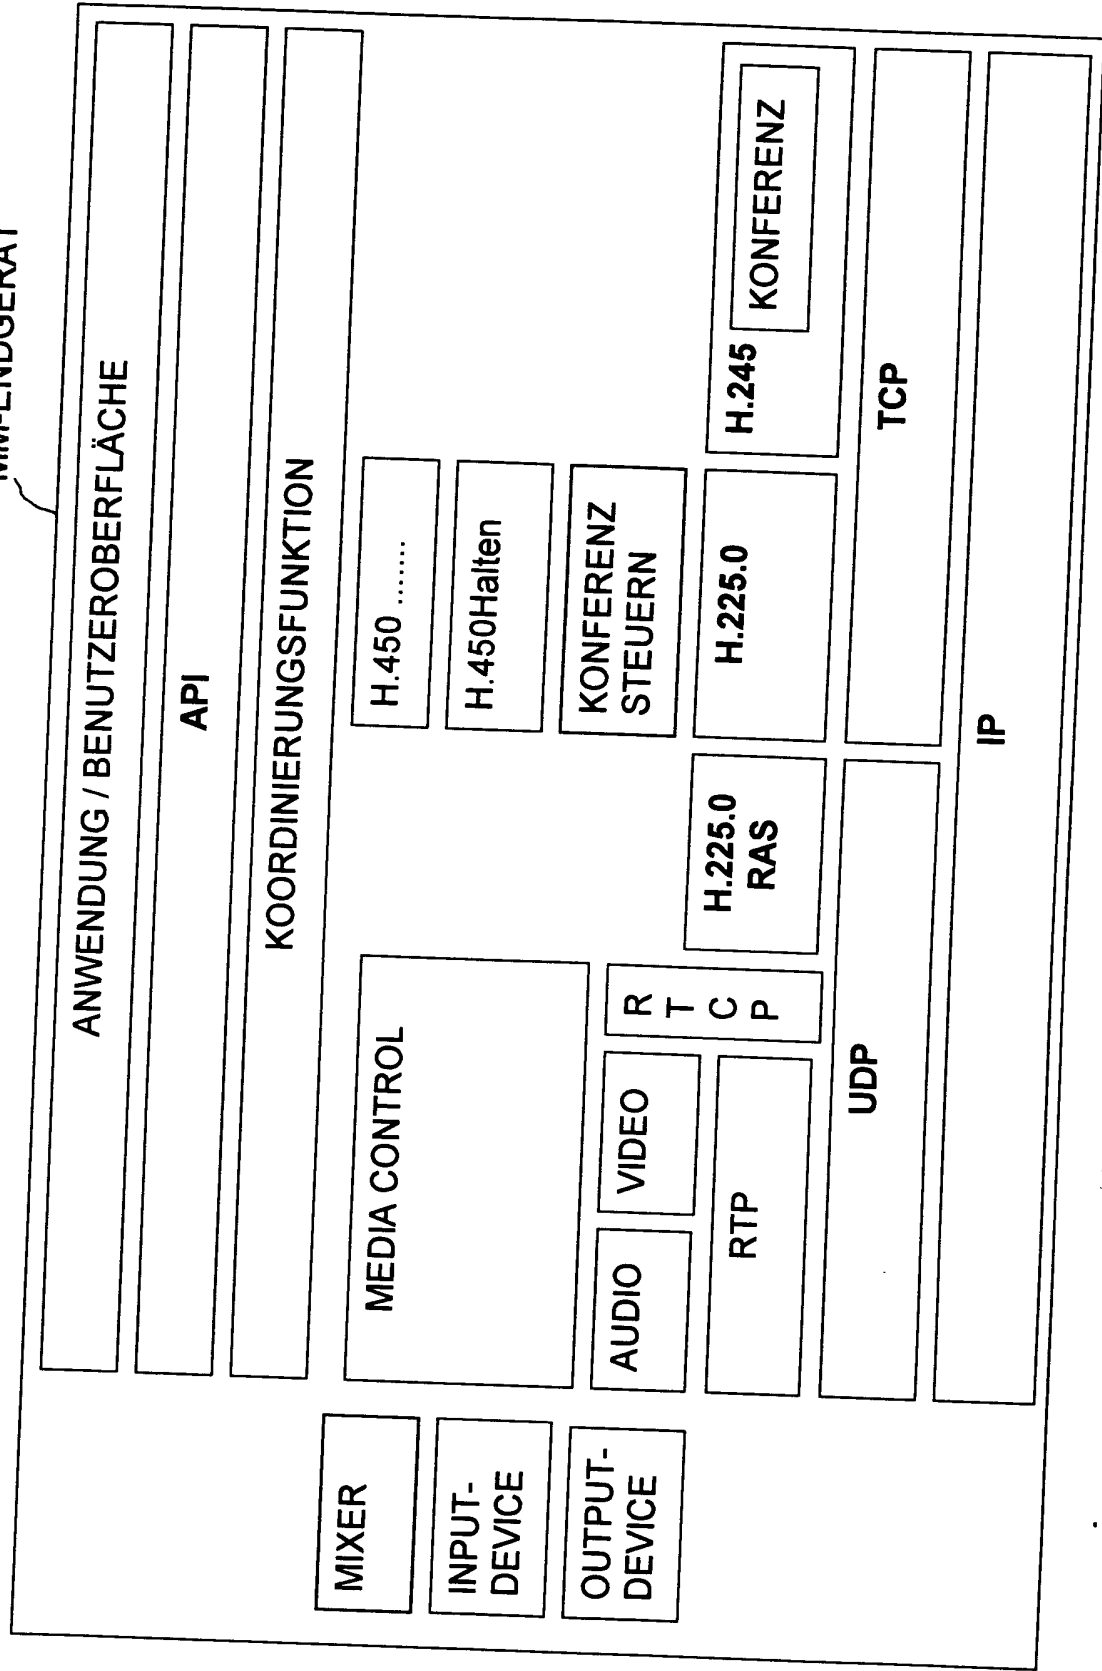 MM-ENDGERÄT
ANWENDUNG / BENUTZEROBERFLÄCHE
API
KOORDINIERUNGSFUNKTION
MIXER
INPUT-
DEVICE
OUTPUT-
DEVICE
MEDIA CONTROL
AUDIO
VIDEO
R
T
C
P
RTP
H.225.0
RAS
H.450 .......
H.450Halten
KONFERENZ
STEUERN
H.225.0
H.245
KONFERENZ
UDP
TCP
IP